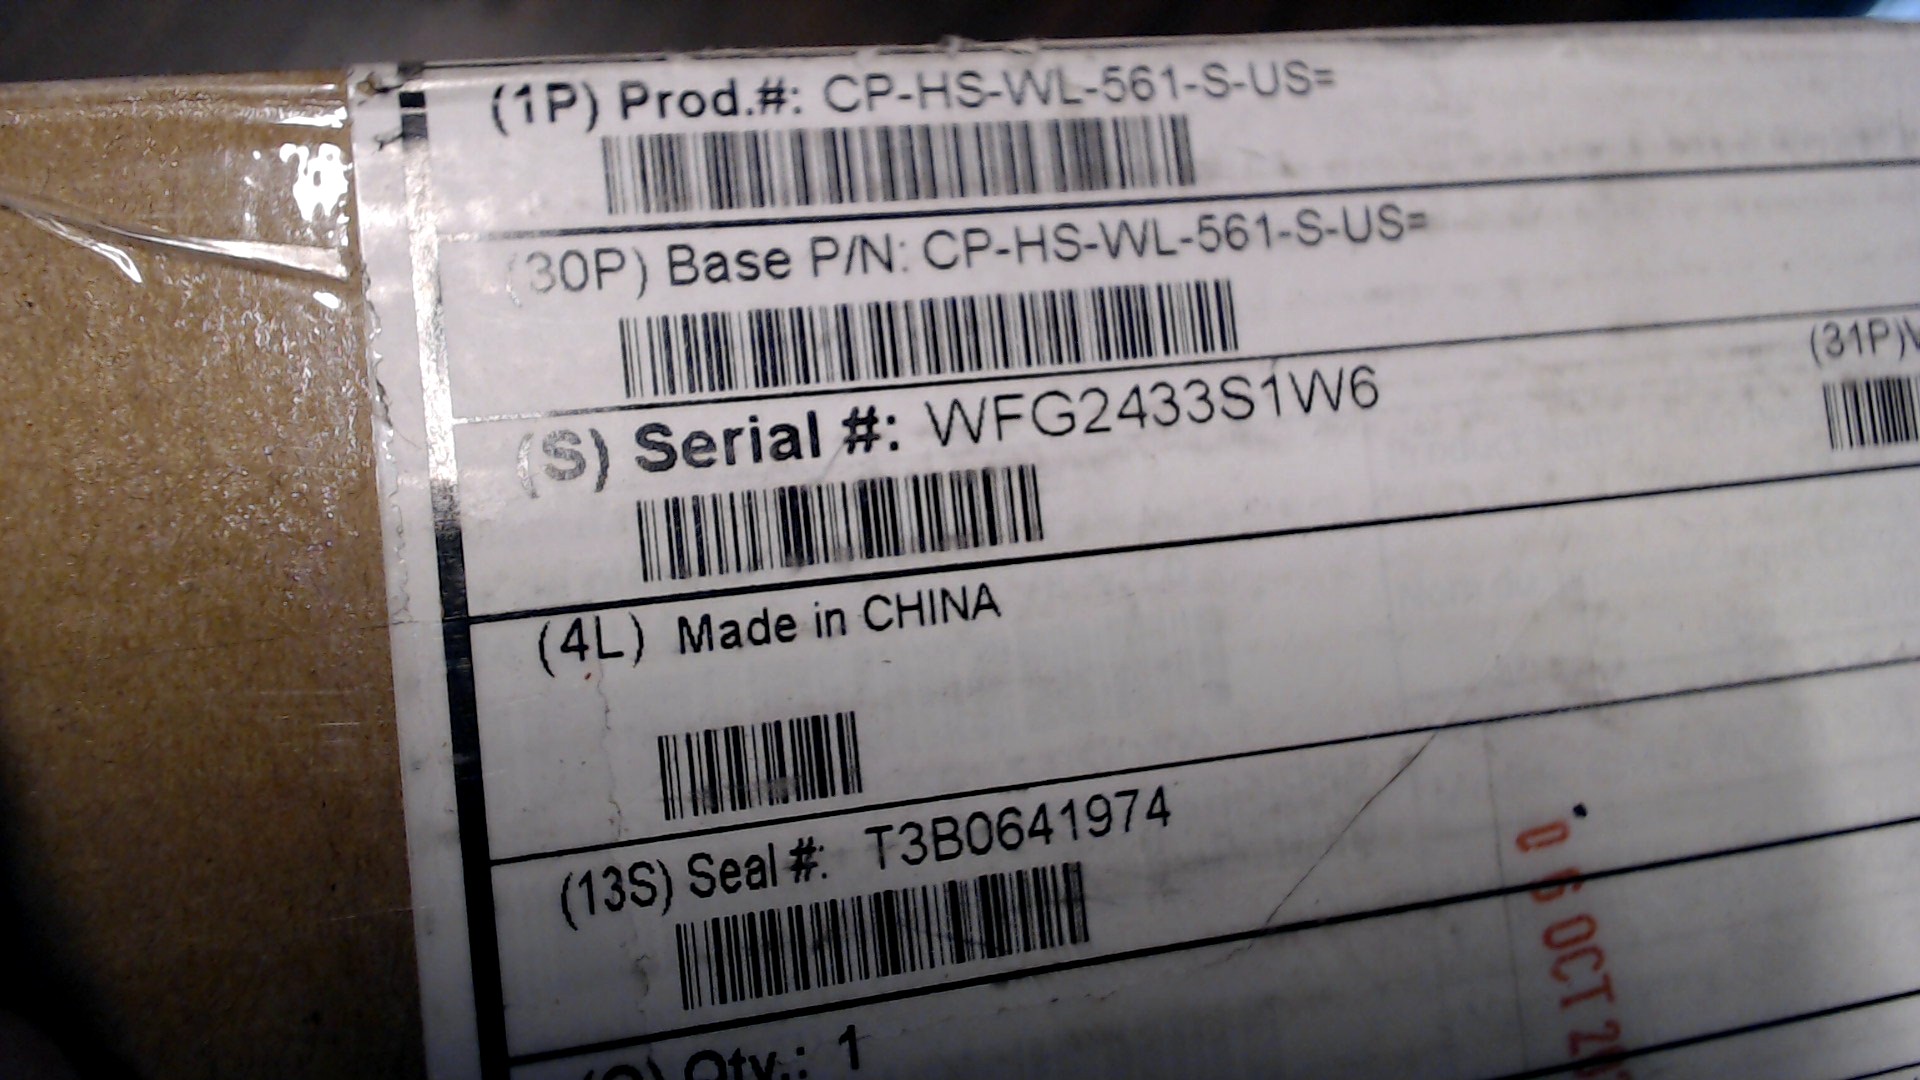 (1P) Prod.#: CP-HS-WL-561-S-US=
(30P) Base P/N: CP-HS-WL-561-S-US=
(S) Serial #: WFG2433S1W6
(31P)
(4L) Made in CHINA
(13S) Seal #: T3B0641974
06 OCT
(Q) Qty.: 1